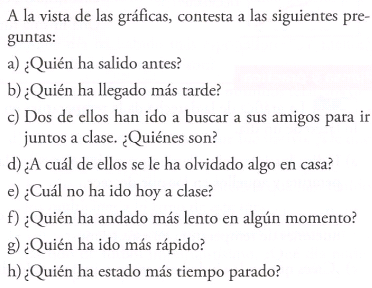 A la vista de las gráficas, contesta a las siguientes pre-
guntas:
a) ¿Quién ha salido antes?
b) ¿Quién ha llegado más tarde?
c) Dos de ellos han ido a buscar a sus amigos para ir
juntos a clase. ¿Quiénes son?
d) ¿A cuál de ellos se le ha olvidado algo en casa?
e) ¿Cuál no ha ido hoy a clase?
f) ¿Quién ha andado más lento en algún momento?
g) ¿Quién ha ido más rápido?
h) ¿Quién ha estado más tiempo parado?